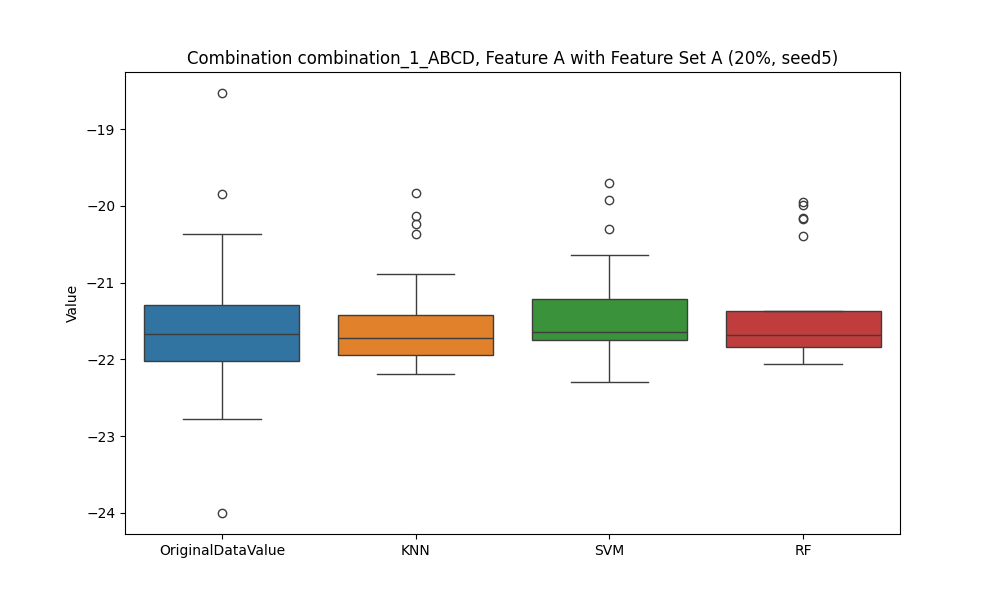 Combination combination_1_ABCD, Feature A with Feature Set A (20%, seed5)
Value
−19
−20
−21
−22
−23
−24
OriginalDataValue
KNN
SVM
RF